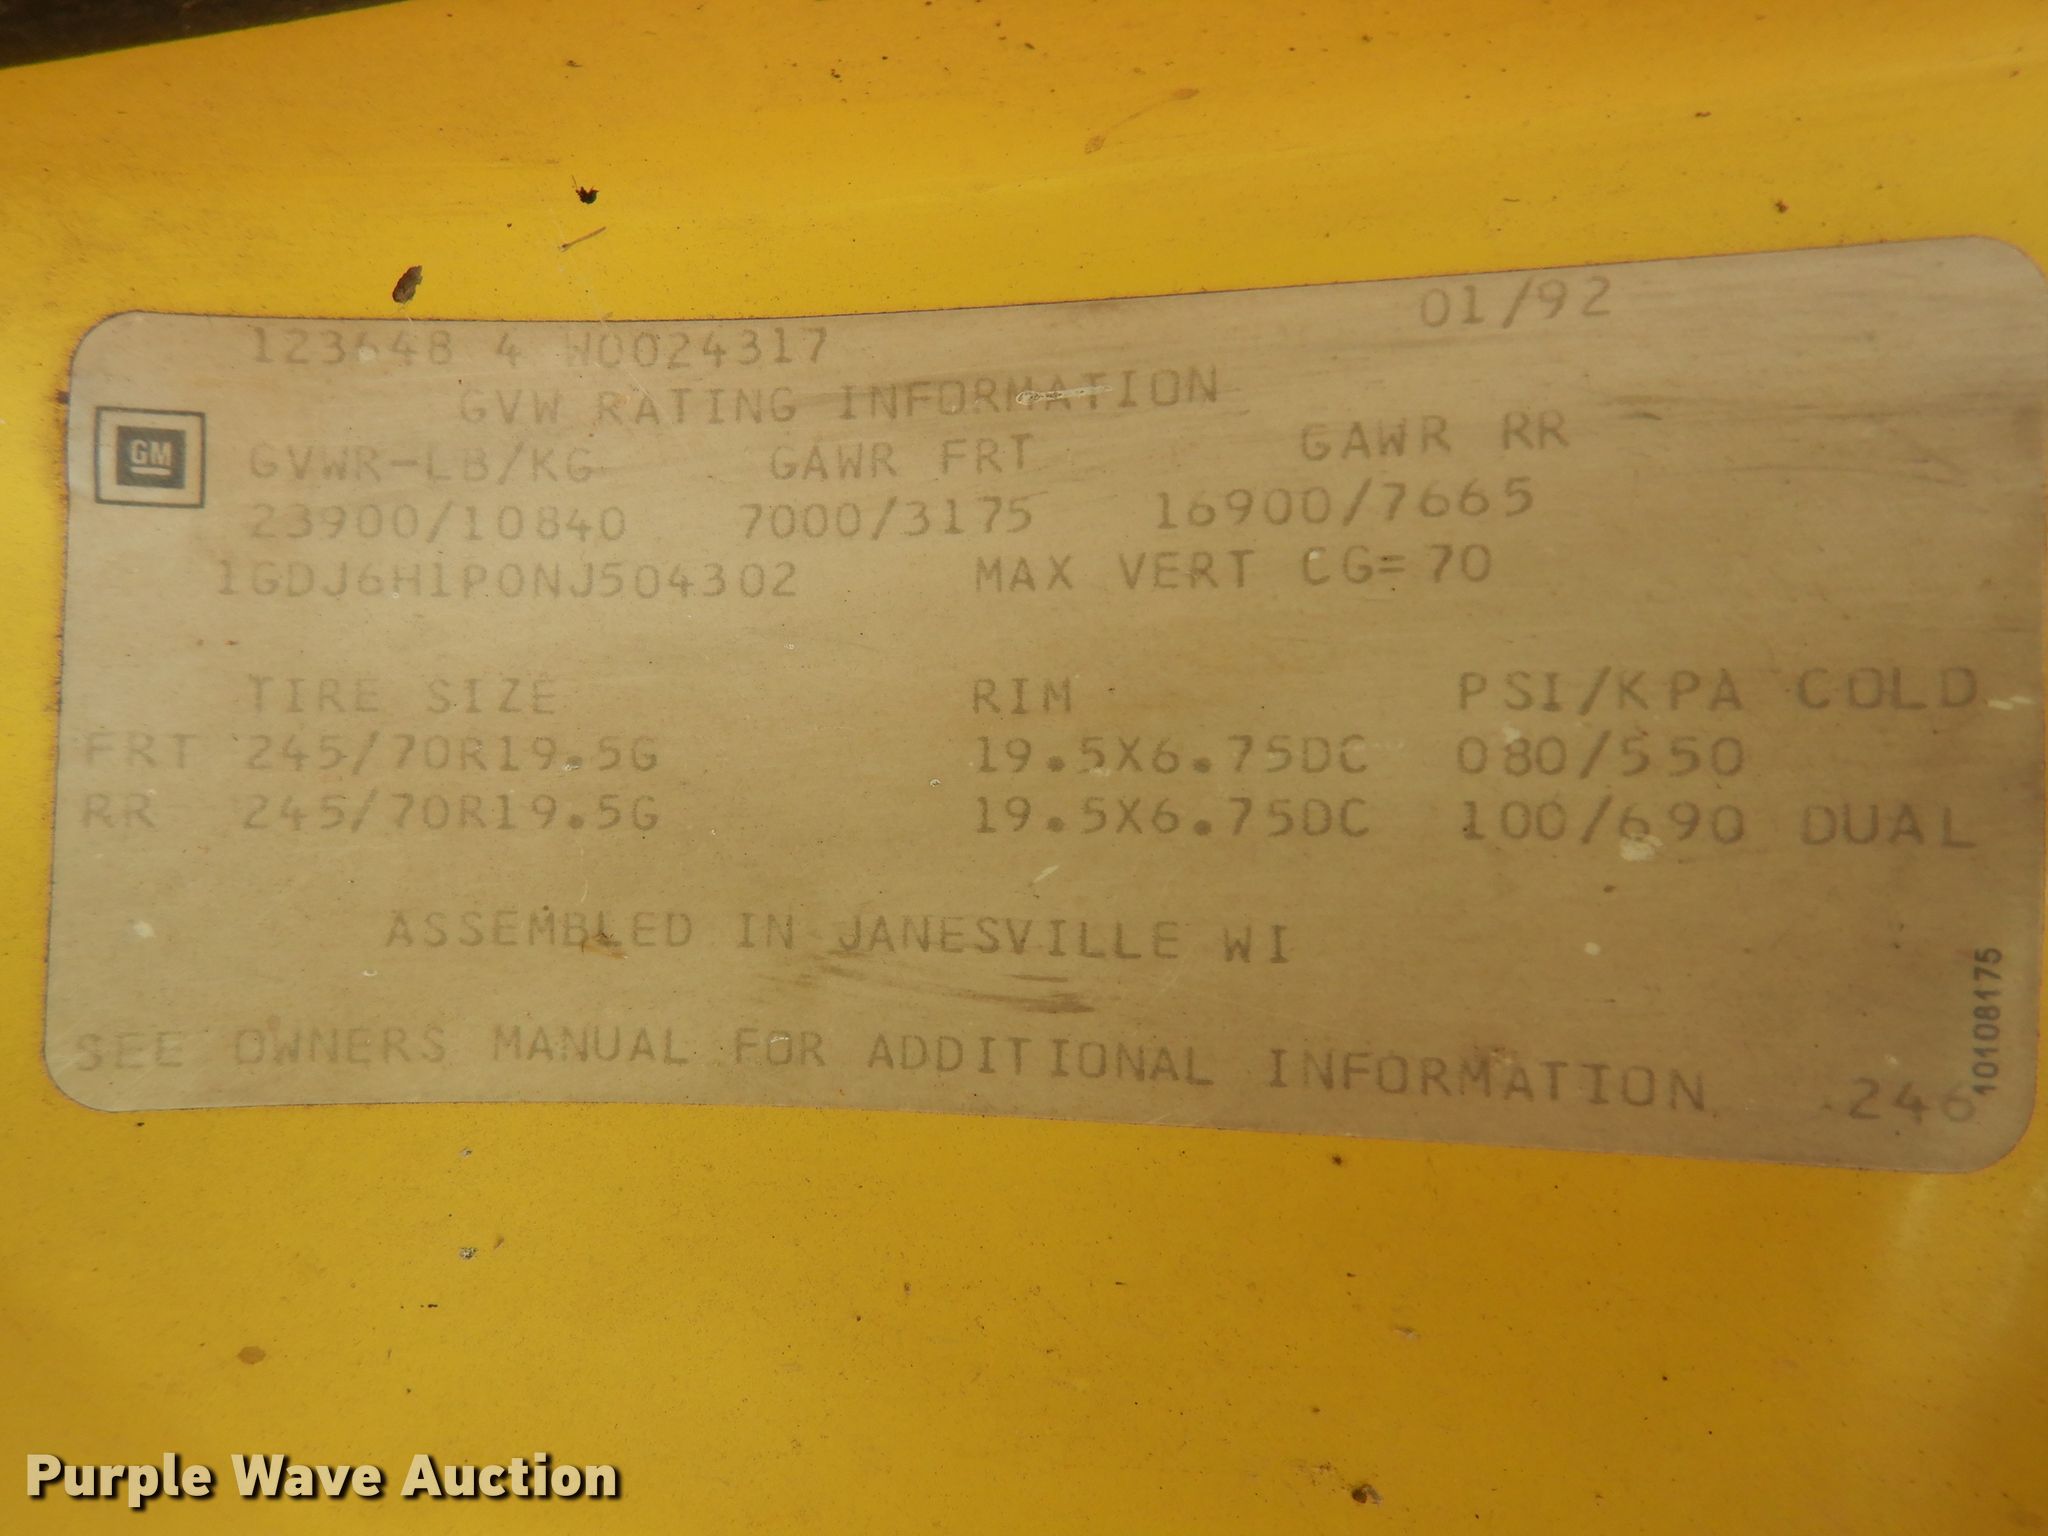 123648 4 W0024317 01/92
GVW RATING INFORMATION
GM
GVWR-LB/KG GAWR FRT GAWR RR
23900/10840 7000/3175 16900/7665
1GDJ6H1P0NJ504302 MAX VERT CG=70
TIRE SIZE RIM PSI/KPA COLD
FRT 245/70R19.5G 19.5X6.75DC 080/550
RR 245/70R19.5G 19.5X6.75DC 100/690 DUAL
ASSEMBLED IN JANESVILLE WI
SEE OWNERS MANUAL FOR ADDITIONAL INFORMATION 246
10108175
Purple Wave Auction